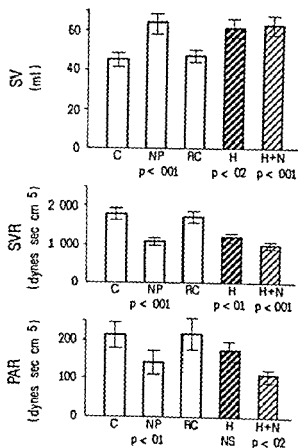 SV
(ml)
60
40
20
0
C NP RC H H+N
p < 001 p < 02 p < 001
SVR
(dynes sec cm 5)
2 000
1 000
0
C NP RC H H+N
p < 001 p < 01 p < 001
PAR
(dynes sec cm 5)
200
100
0
C NP RC H H+N
p < 01 NS p < 02